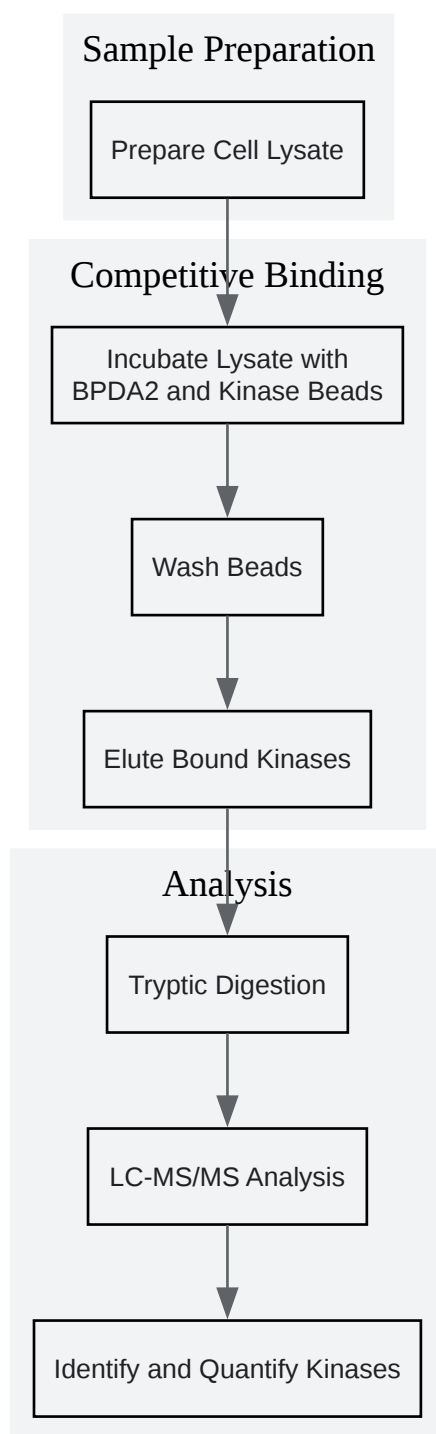 Sample Preparation
Prepare Cell Lysate
Competitive Binding
Incubate Lysate with
BPDA2 and Kinase Beads
Wash Beads
Elute Bound Kinases
Analysis
Tryptic Digestion
LC-MS/MS Analysis
Identify and Quantify Kinases